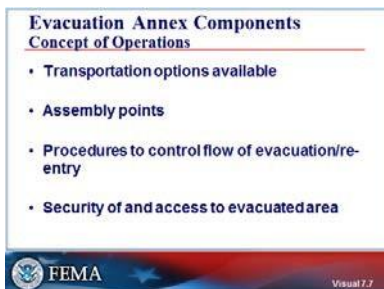 Evacuation Annex Components
Concept of Operations
• Transportation options available
• Assembly points
• Procedures to control flow of evacuation/re-
entry
• Security of and access to evacuated area
FEMA
Visual 7.7